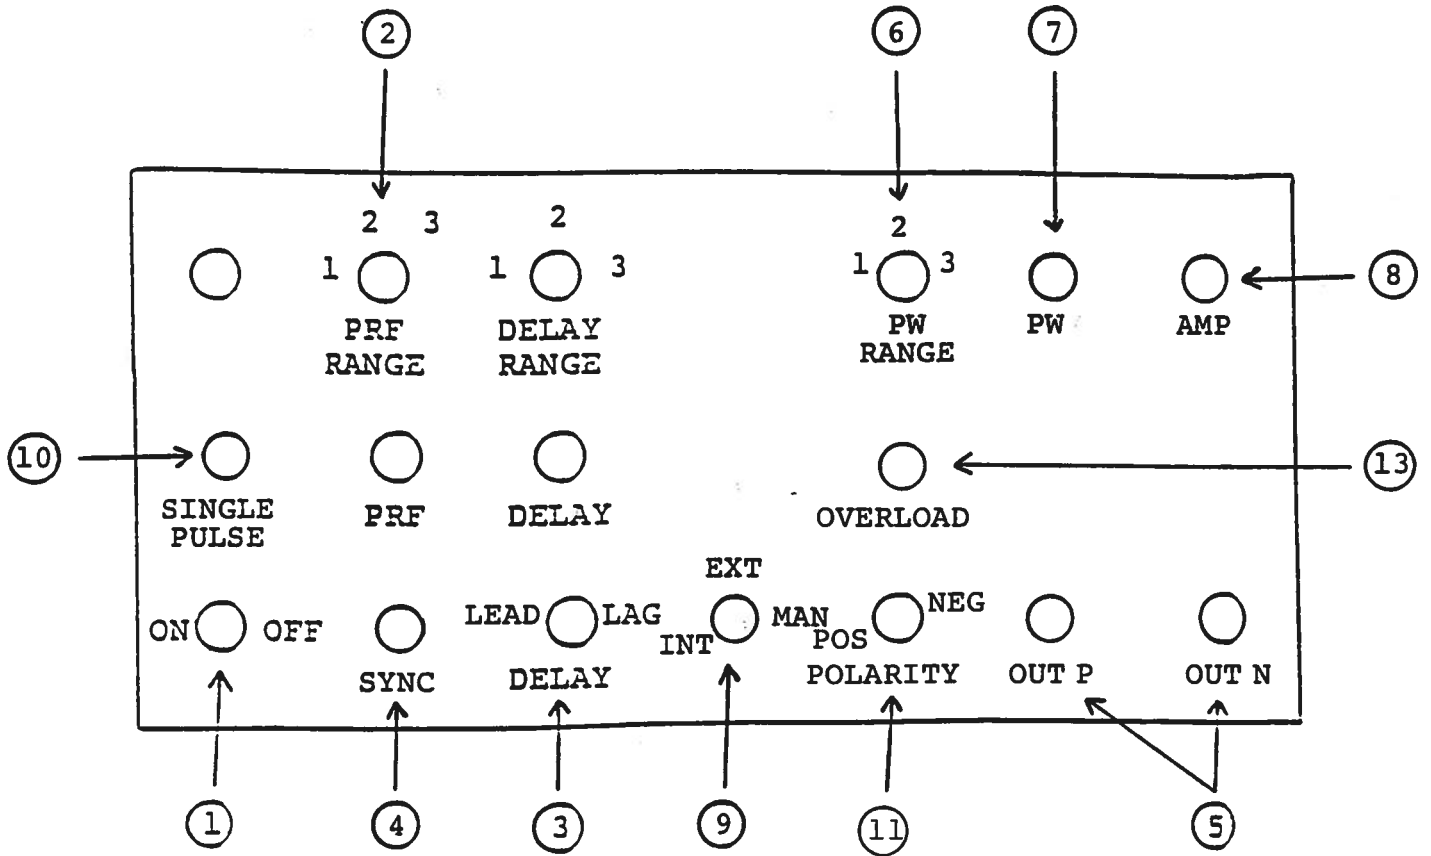 2 6 7
2 3 2 2
1 1 3 1 3 8
PRF DELAY PW PW AMP
RANGE RANGE RANGE
10 13
SINGLE PRF DELAY OVERLOAD
PULSE
EXT
ON OFF LEAD LAG INT MAN POS NEG
SYNC DELAY POLARITY OUT P OUT N
1 4 3 9 11 5